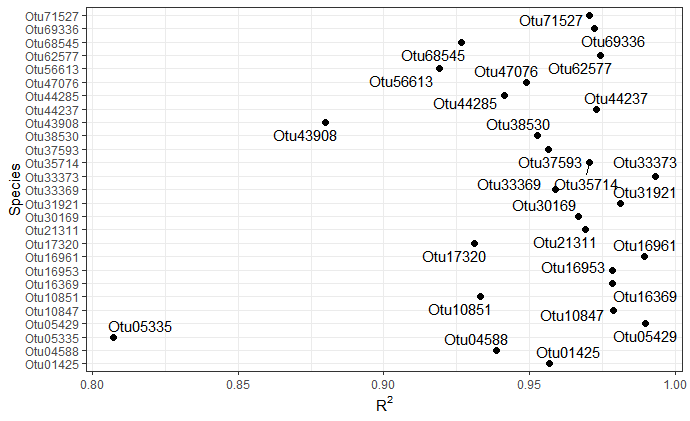 Otu71527
Otu69336
Otu68545
Otu62577
Otu56613
Otu47076
Otu44285
Otu44237
Otu43908
Otu38530
Otu37593
Otu35714
Otu33373
Otu33369
Otu31921
Otu30169
Otu21311
Otu17320
Otu16961
Otu16953
Otu16369
Otu10851
Otu10847
Otu05429
Otu05335
Otu04588
Otu01425
Species
Otu71527
Otu69336
Otu68545
Otu62577
Otu47076
Otu56613
Otu44285
Otu44237
Otu38530
Otu43908
Otu37593
Otu33373
Otu33369
Otu35714
Otu31921
Otu30169
Otu21311
Otu16961
Otu17320
Otu16953
Otu16369
Otu10851
Otu10847
Otu05335
Otu05429
Otu04588
Otu01425
0.80 0.85 0.90 0.95 1.00
R²